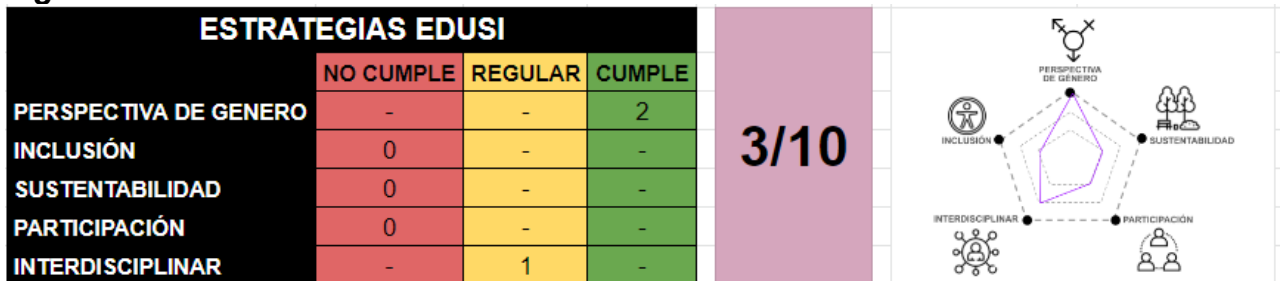 ESTRATEGIAS EDUSI
NO CUMPLE REGULAR CUMPLE
PERSPECTIVA DE GENERO - - 2
INCLUSIÓN 0 - -
SUSTENTABILIDAD 0 - -
PARTICIPACIÓN 0 - -
INTERDISCIPLINAR - 1 -
3/10
PERSPECTIVA
DE GÉNERO
INCLUSIÓN
SUSTENTABILIDAD
INTERDISCIPLINAR
PARTICIPACIÓN